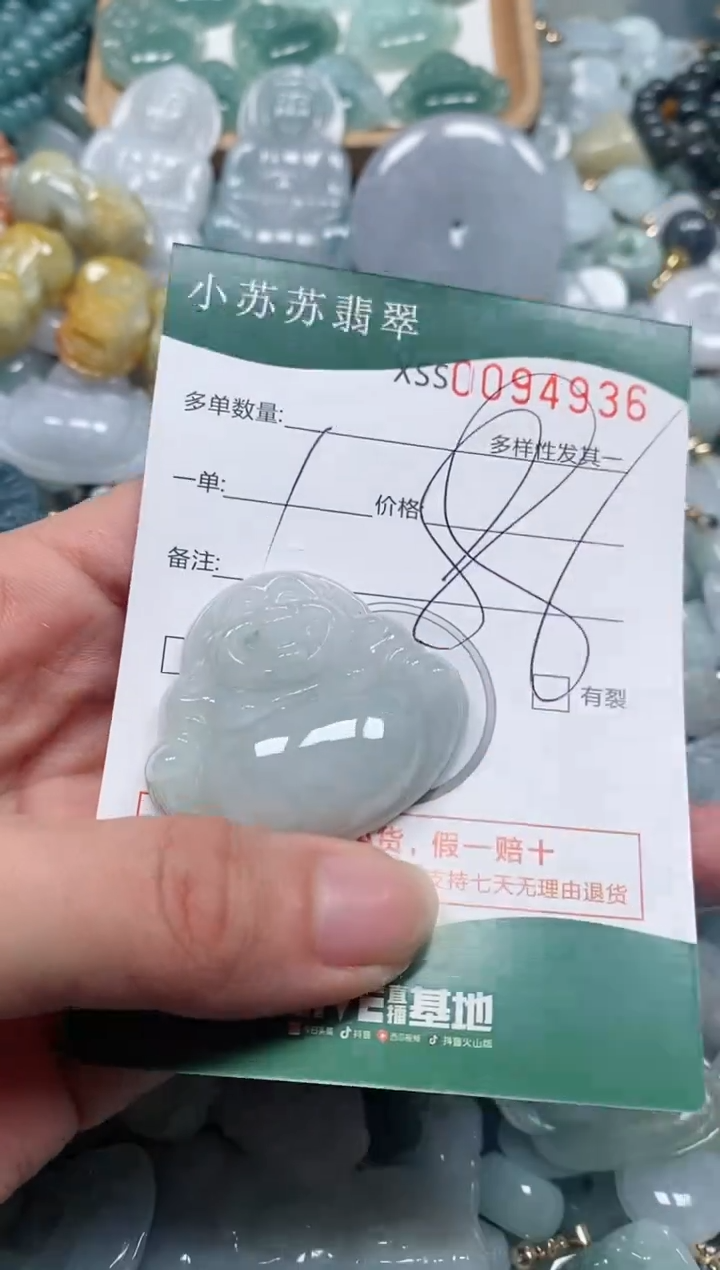 小苏苏翡翠
XSS0094936
多单数量:
多样性发其一
一单:
价格
备注:
有裂
货，假一赔十
支持七天无理由退货
直播基地
抖音
西瓜视频
抖音火山版